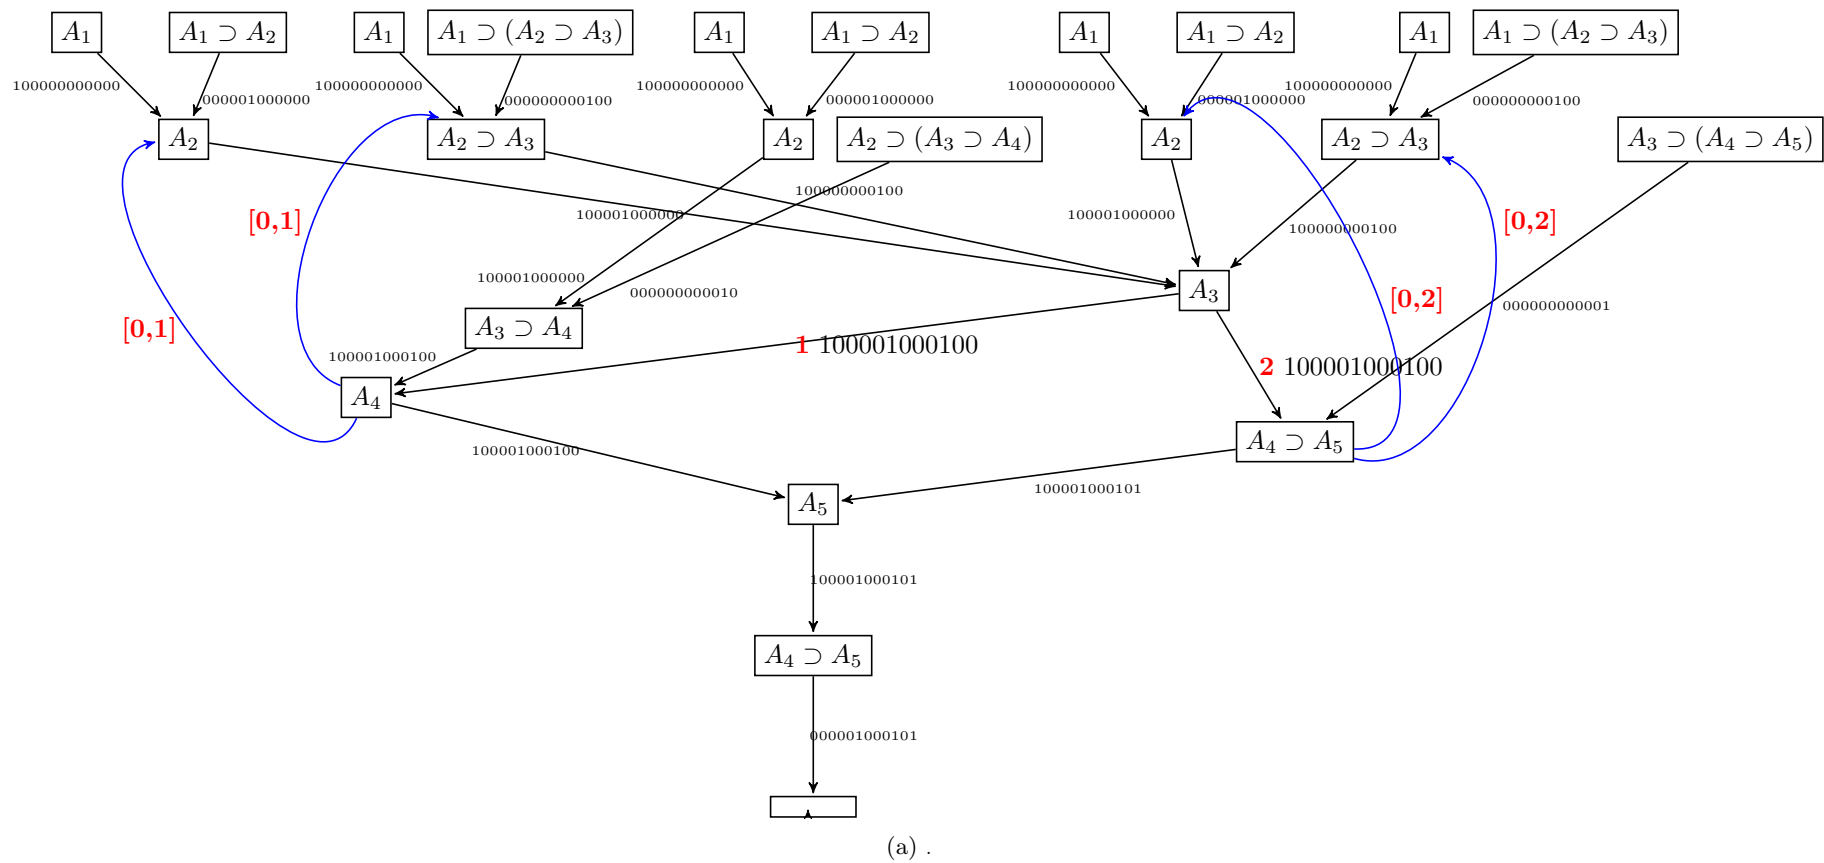 A₁ A₁ ⊃ A₂ A₁ A₁ ⊃ (A₂ ⊃ A₃) A₁ A₁ ⊃ A₂ A₁ A₁ ⊃ A₂ A₁ A₁ ⊃ (A₂ ⊃ A₃)
100000000000 000001000000 100000000000 000000000100 100000000000 000001000000 100000000000 000001000000 100000000000 000000000100
A₂ A₂ ⊃ A₃ A₂ A₂ ⊃ (A₃ ⊃ A₄) A₂ A₂ ⊃ A₃ A₃ ⊃ (A₄ ⊃ A₅)
100000000100
[0,1] 100001000000 100001000000 100000000100 [0,2]
100001000000 000000000010 A₃ [0,2] 000000000001
[0,1] A₃ ⊃ A₄
100001000100 1 100001000100 2 100001000100
A₄
100001000100 A₄ ⊃ A₅
A₅ 100001000101
100001000101
A₄ ⊃ A₅
000001000101
(a) .